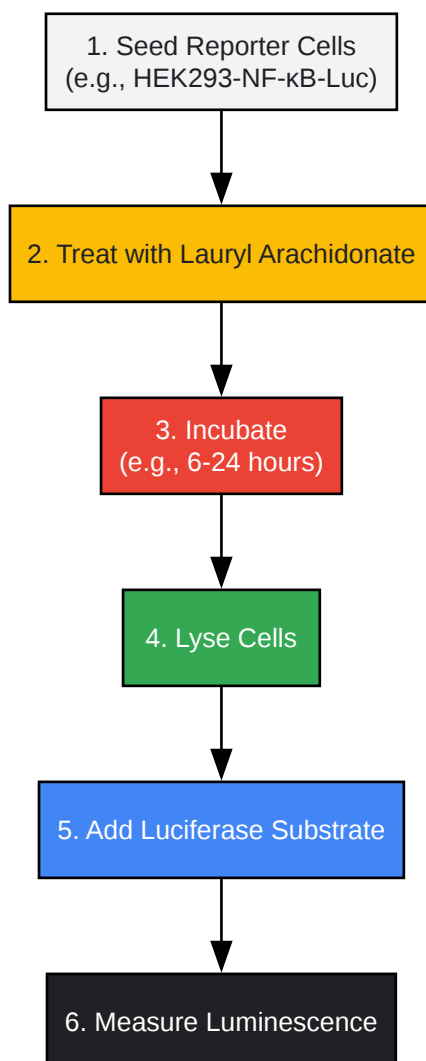 1. Seed Reporter Cells
(e.g., HEK293-NF-κB-Luc)
2. Treat with Lauryl Arachidonate
3. Incubate
(e.g., 6-24 hours)
4. Lyse Cells
5. Add Luciferase Substrate
6. Measure Luminescence